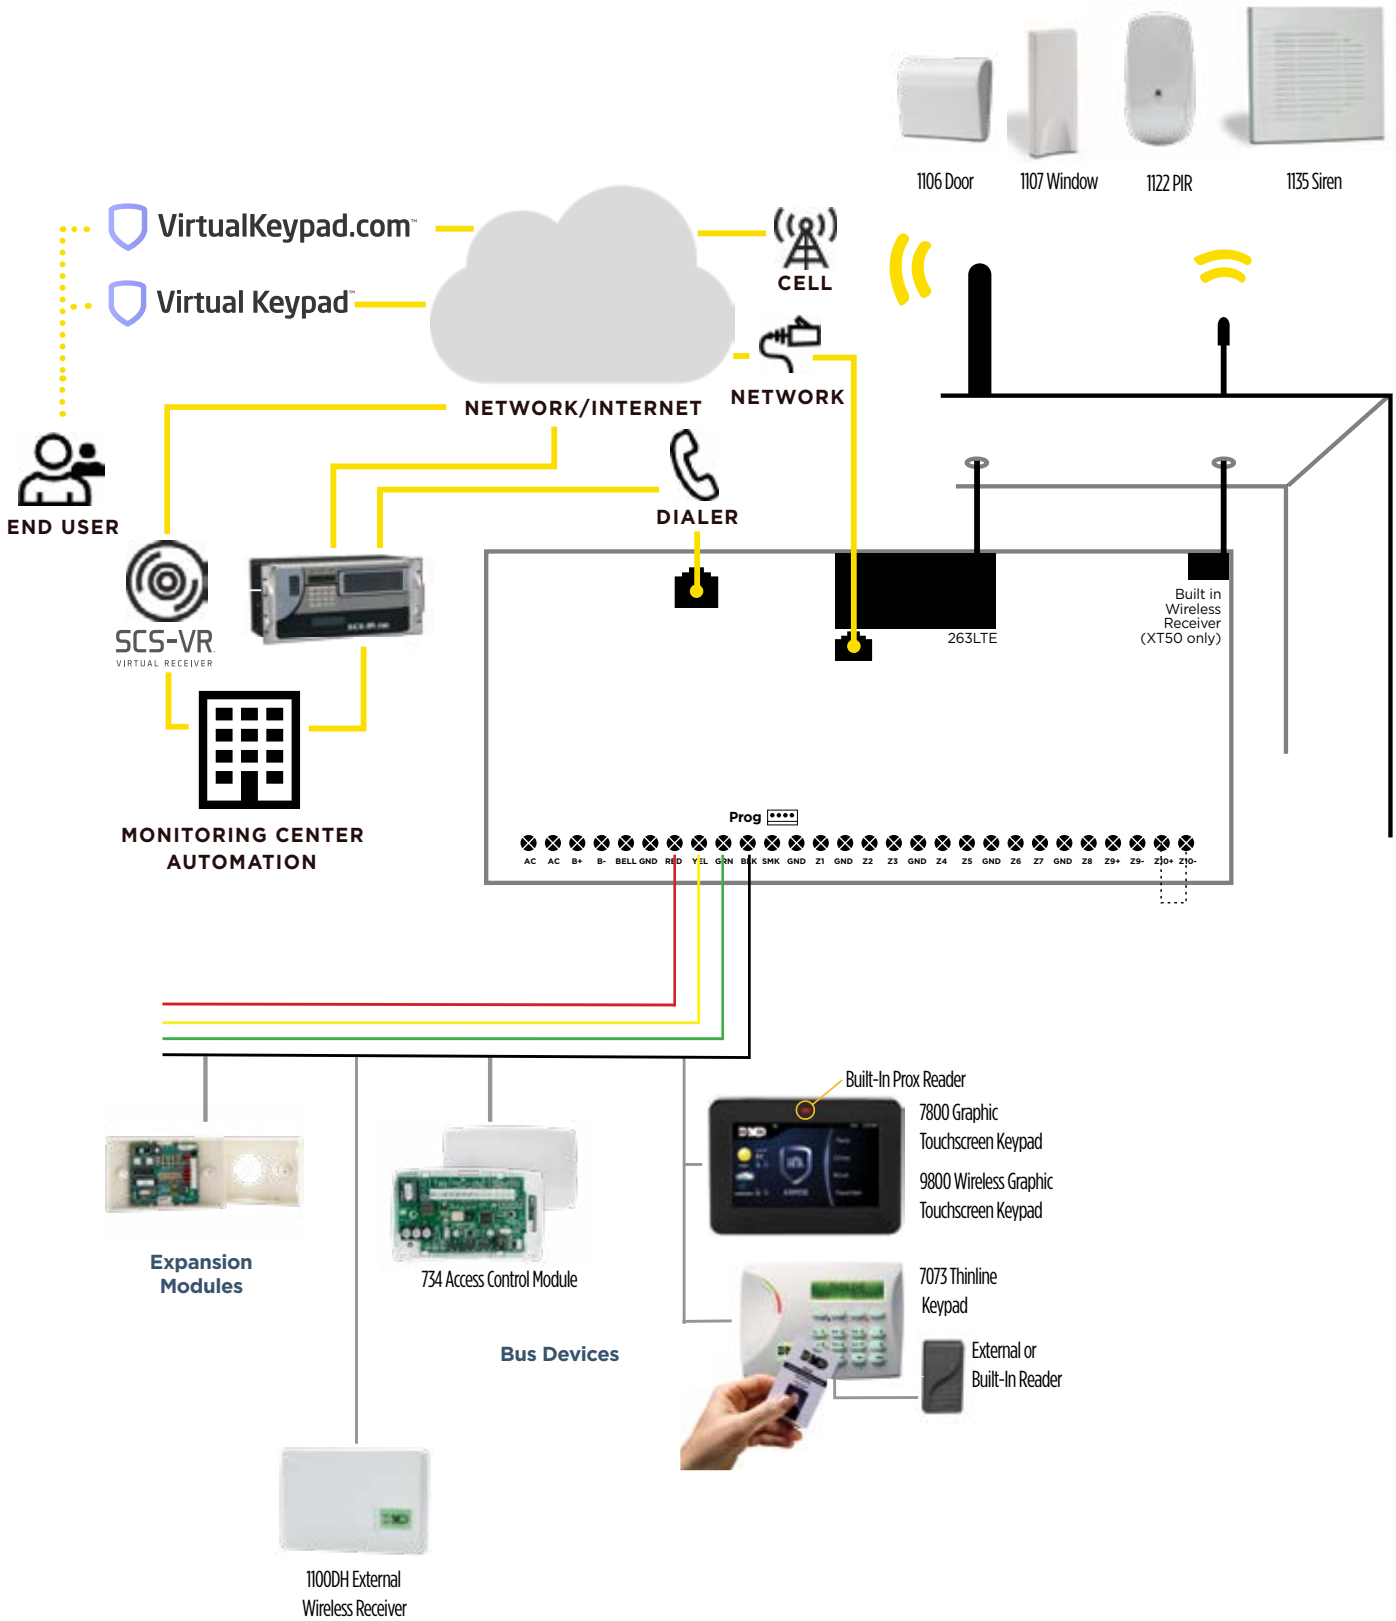 1106 Door
1107 Window
1122 PIR
1135 Siren
VirtualKeypad.com™
Virtual Keypad™
CELL
NETWORK
NETWORK/INTERNET
DIALER
END USER
SCS-VR
VIRTUAL RECEIVER
SCS-VR
MONITORING CENTER
AUTOMATION
263LTE
Built in
Wireless
Receiver
(XT50 only)
Prog
AC AC B+ B- BELL GND RED YEL GRN BLK SMK GND Z1 GND Z2 Z3 GND Z4 Z5 GND Z6 Z7 GND Z8 Z9+ Z9- Z10+ Z10-
Built-In Prox Reader
7800 Graphic
Touchscreen Keypad
9800 Wireless Graphic
Touchscreen Keypad
Expansion
Modules
734 Access Control Module
Bus Devices
7073 Thinline
Keypad
External or
Built-In Reader
1100DH External
Wireless Receiver